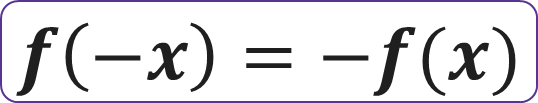 f(−x) = −f(x)